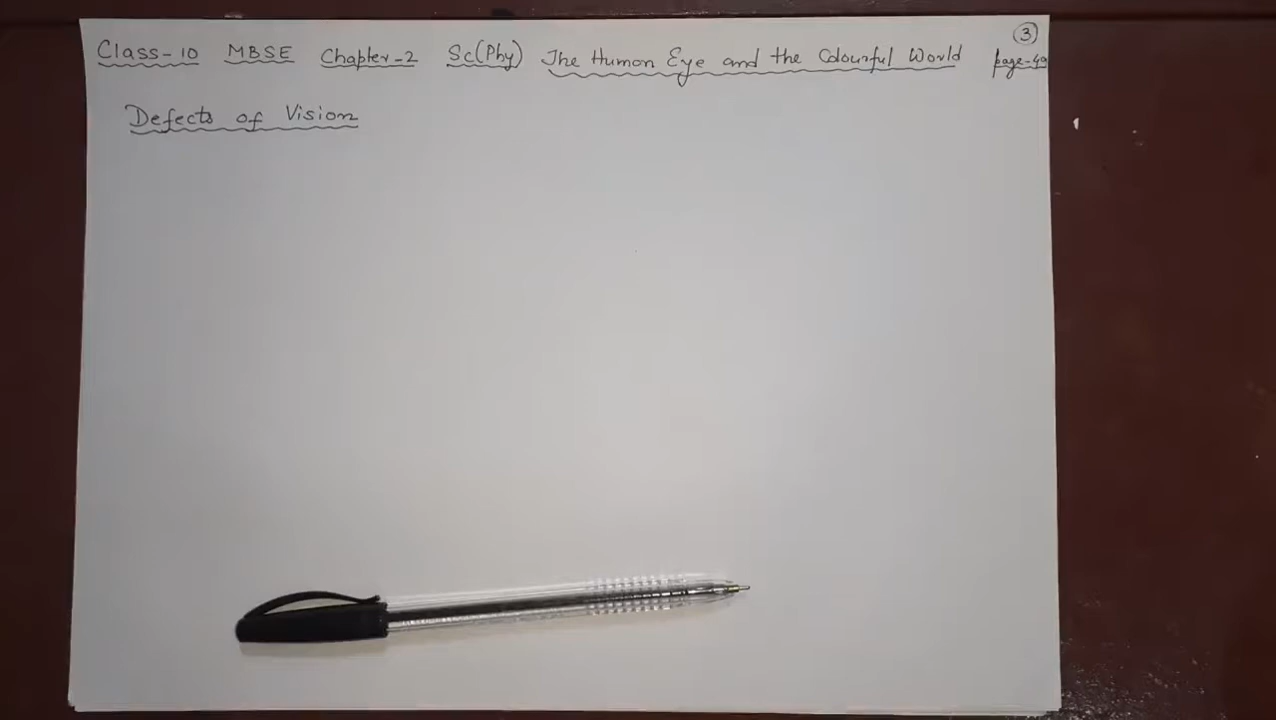 ③
Class-10 MBSE Chapter-2 Sc(Phy) The Human Eye and the Colourful World page-49
Defects of Vision